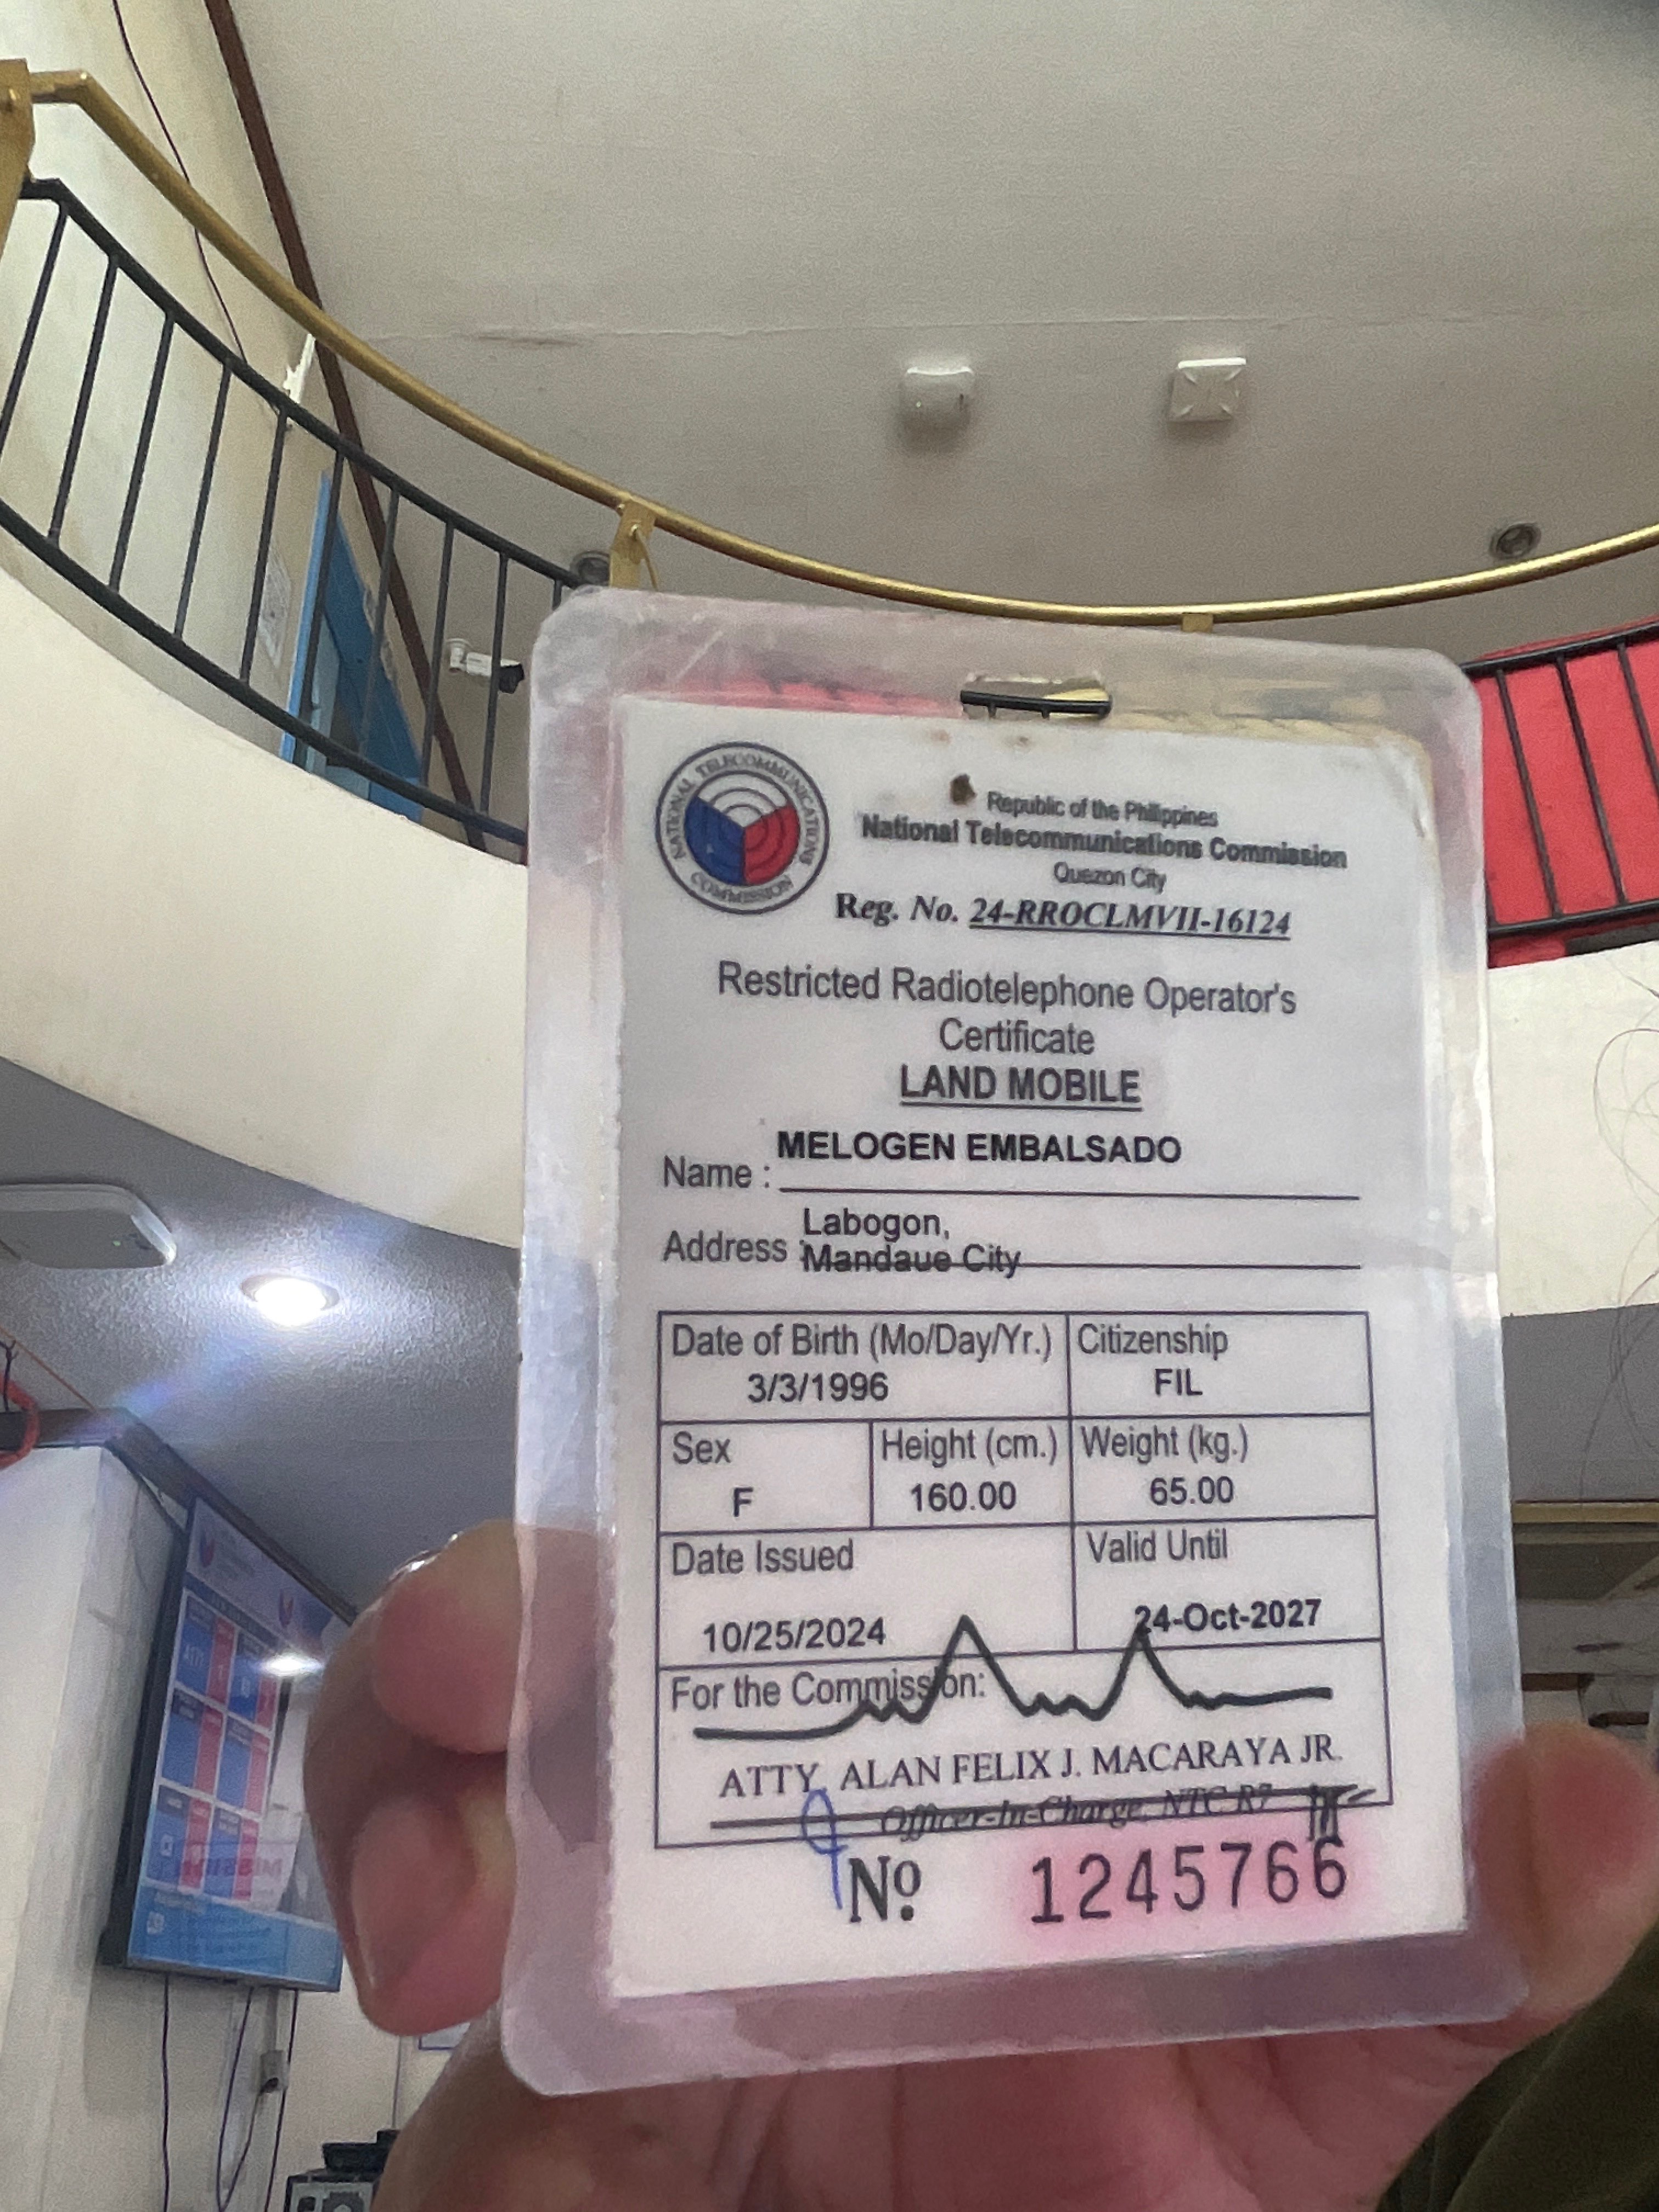 NATIONAL TELECOMMUNICATIONS COMMISSION
Republic of the Philippines
National Telecommunications Commission
Quezon City
Reg. No. 24-RROCLMVII-16124
Restricted Radiotelephone Operator's
Certificate
LAND MOBILE
Name : MELOGEN EMBALSADO
Address : Labogon,
Mandaue City
Date of Birth (Mo/Day/Yr.) Citizenship
3/3/1996 FIL
Sex Height (cm.) Weight (kg.)
F 160.00 65.00
Date Issued Valid Until
10/25/2024 24-Oct-2027
For the Commission:
ATTY. ALAN FELIX J. MACARAYA JR.
Officer-In-Charge, NTC R7
Nº 1245766